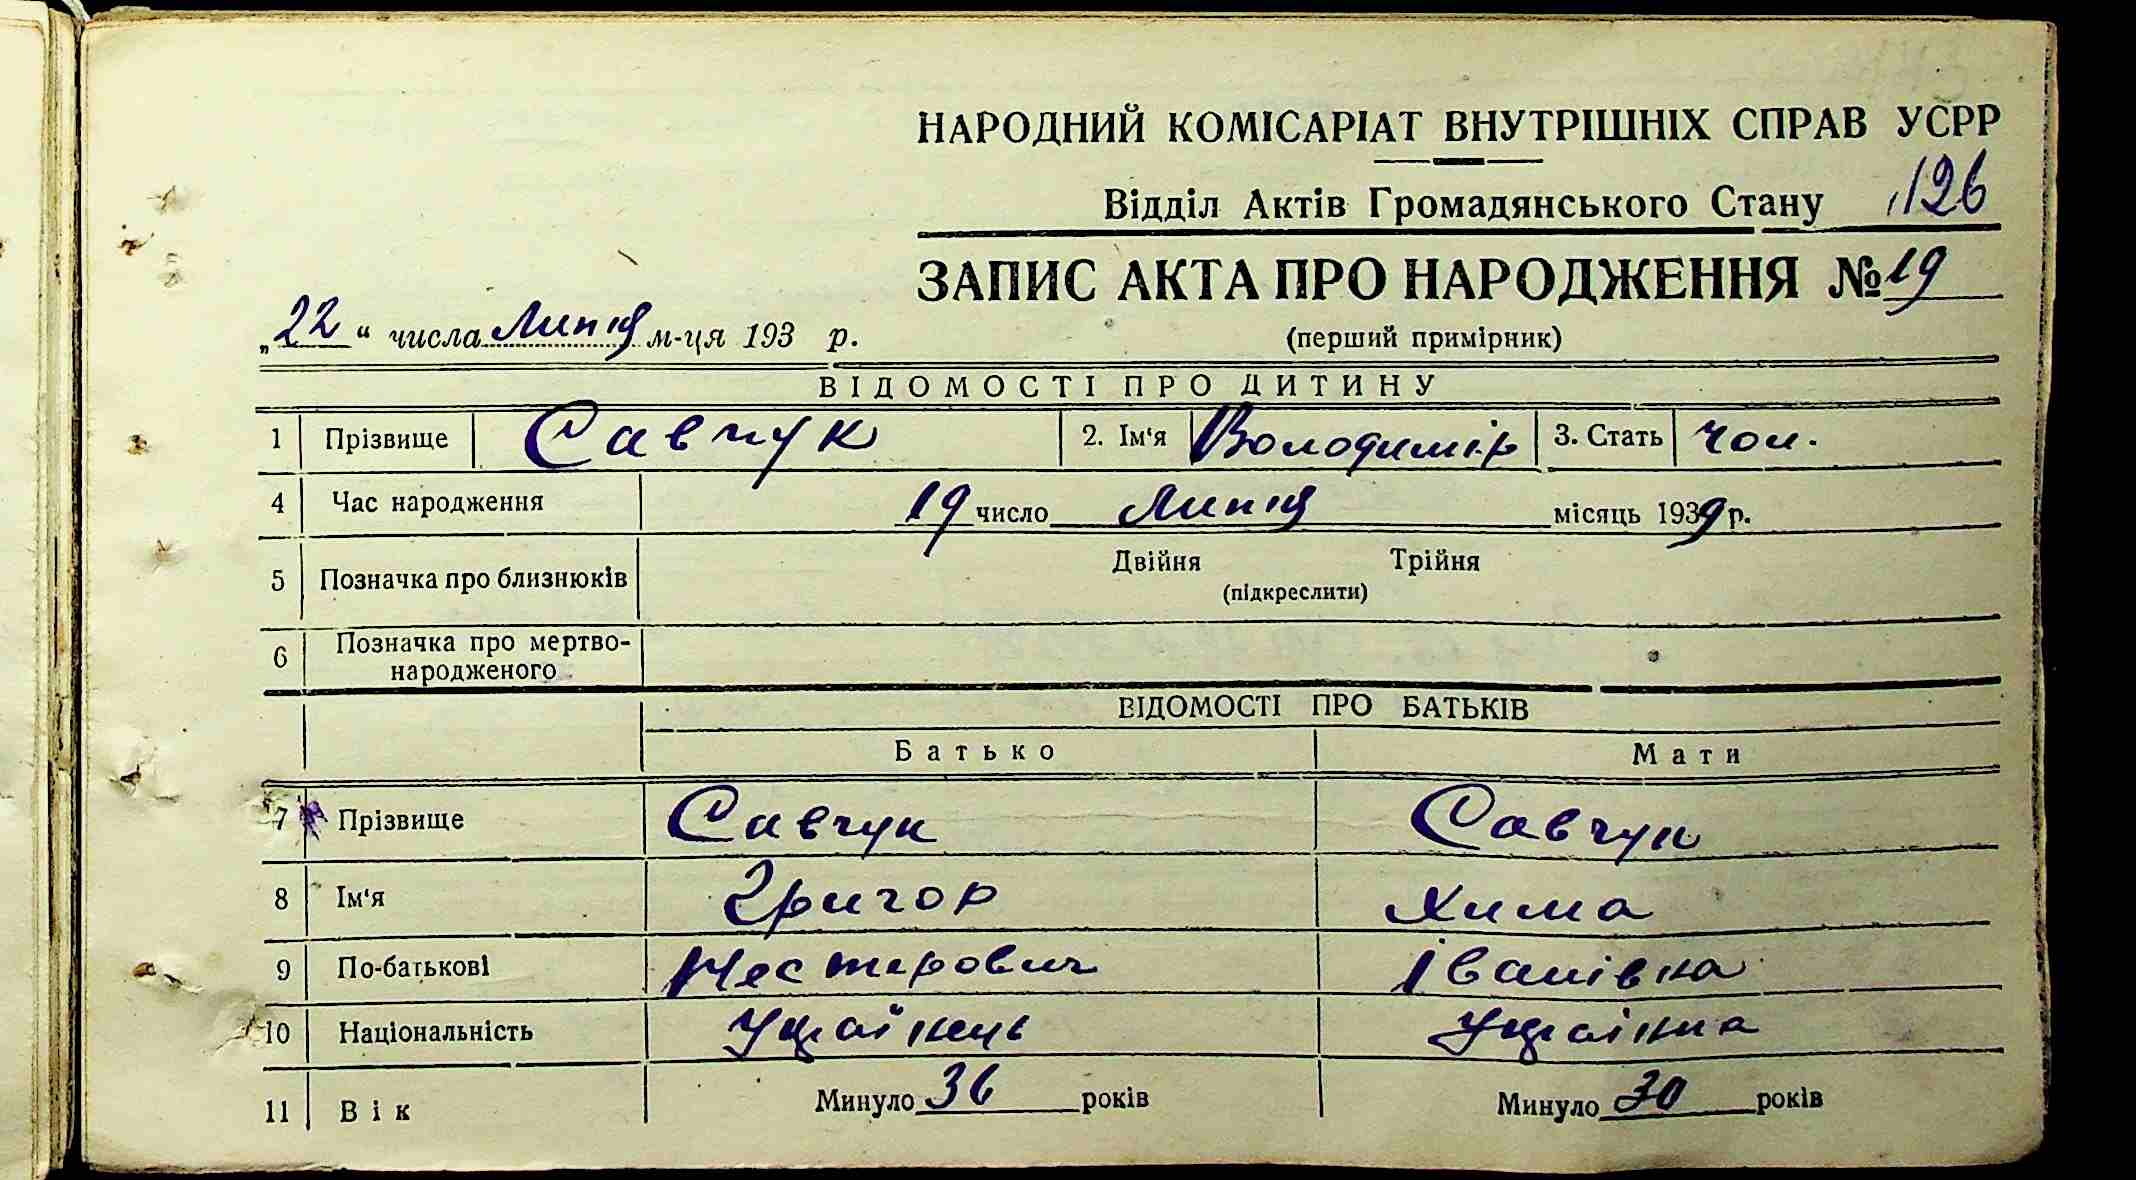 НАРОДНИЙ КОМІСАРІАТ ВНУТРІШНІХ СПРАВ УСРР
Відділ Актів Громадянського Стану 126
ЗАПИС АКТА ПРО НАРОДЖЕННЯ № 19
„22“ числа Липня м-ця 193 р.
(перший примірник)
ВІДОМОСТІ ПРО ДИТИНУ
1 Прізвище Савчук 2. Ім'я Володимір 3. Стать чол.
4 Час народження 19 число Липня місяць 1939 р.
5 Позначка про близнюків Двійня Трійня
(підкреслити)
6 Позначка про мертво-
народженого
ВІДОМОСТІ ПРО БАТЬКІВ
Батько Мати
7 Прізвище Савчук Савчук
8 Ім'я Григор Хима
9 По-батькові Нестерович Іванівна
10 Національність Українець Українка
11 Вік Минуло 36 років Минуло 30 років